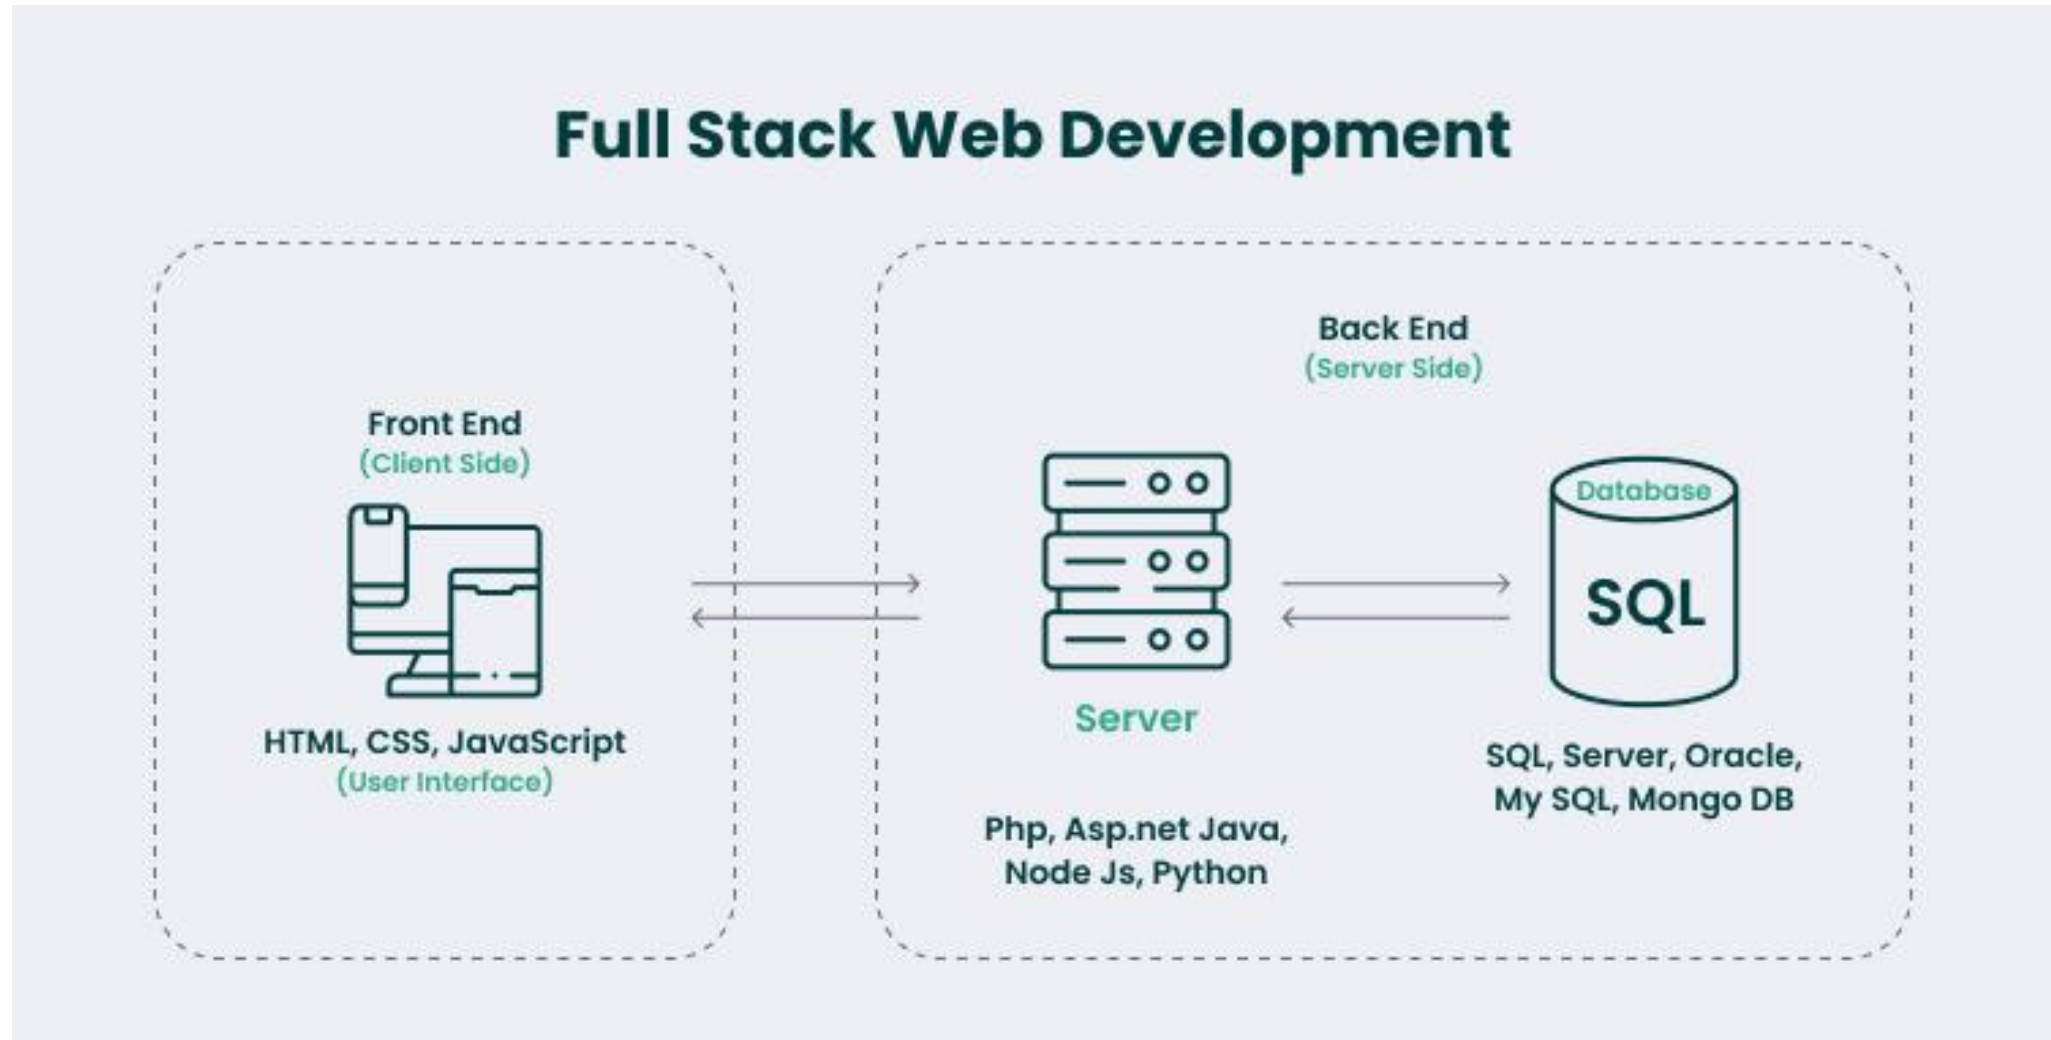 Full Stack Web Development
Front End
(Client Side)
HTML, CSS, JavaScript
(User Interface)
Back End
(Server Side)
Server
Php, Asp.net Java,
Node Js, Python
Database
SQL
SQL, Server, Oracle,
My SQL, Mongo DB